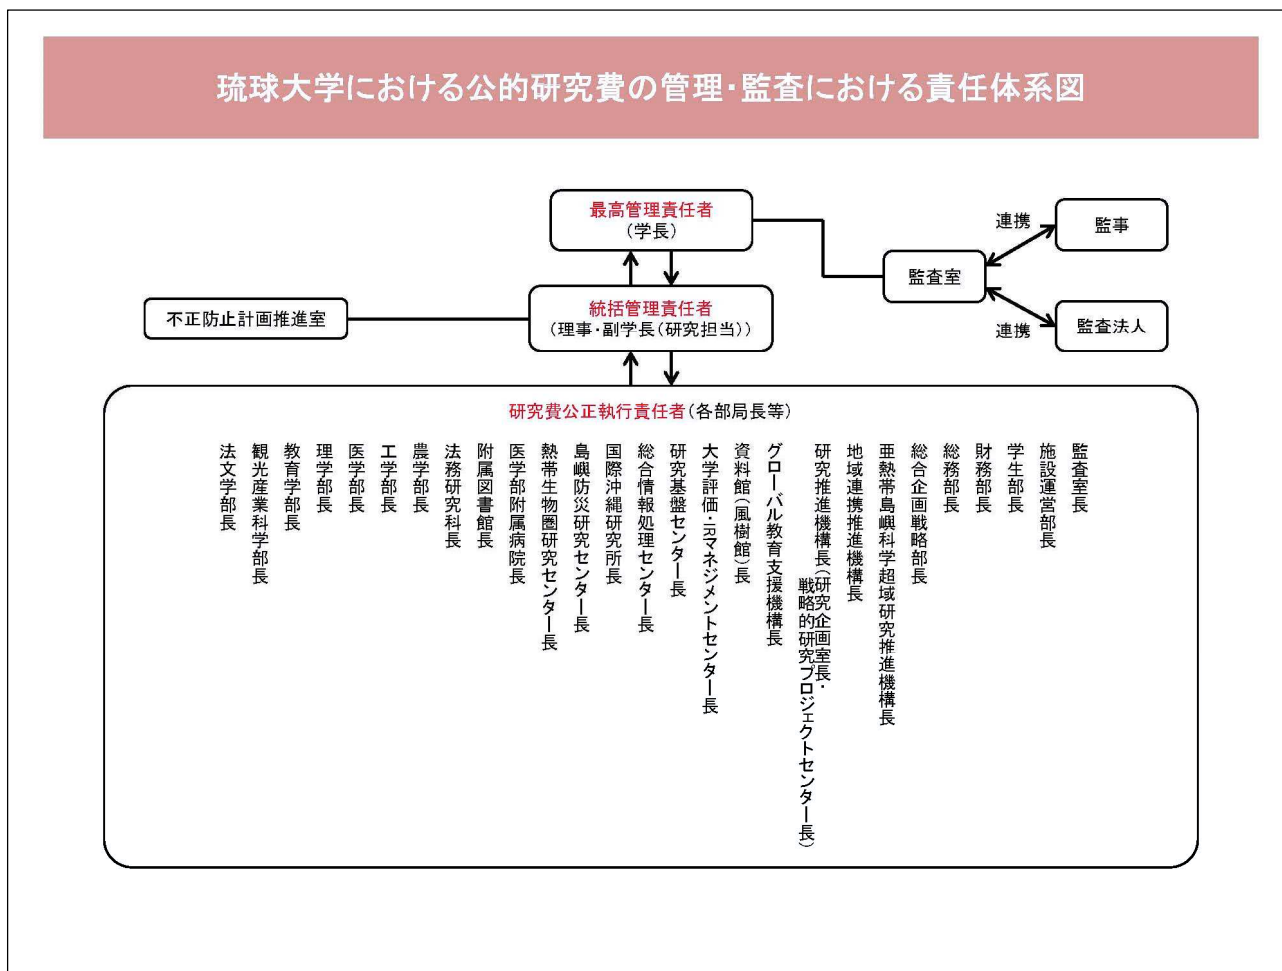 琉球大学における公的研究費の管理・監査における責任体系図
最高管理責任者
(学長)
連携
監事
監査室
統括管理責任者
(理事・副学長(研究担当))
不正防止計画推進室
連携
監査法人
研究費公正執行責任者(各部局長等)
法文学部長
観光産業科学部長
教育学部長
理学部長
医学部長
工学部長
農学部長
法務研究科長
附属図書館長
医学部附属病院長
熱帯生物圏研究センター長
島嶼防災研究センター長
国際沖縄研究所長
総合情報処理センター長
研究基盤センター長
大学評価・IRマネジメントセンター長
資料館(風樹館)長
グローバル教育支援機構長
研究推進機構長(研究企画室長・
戦略的研究プロジェクトセンター長)
地域連携推進機構長
亜熱帯島嶼科学超域研究推進機構長
総合企画戦略部長
総務部長
財務部長
学生部長
施設運営部長
監査室長